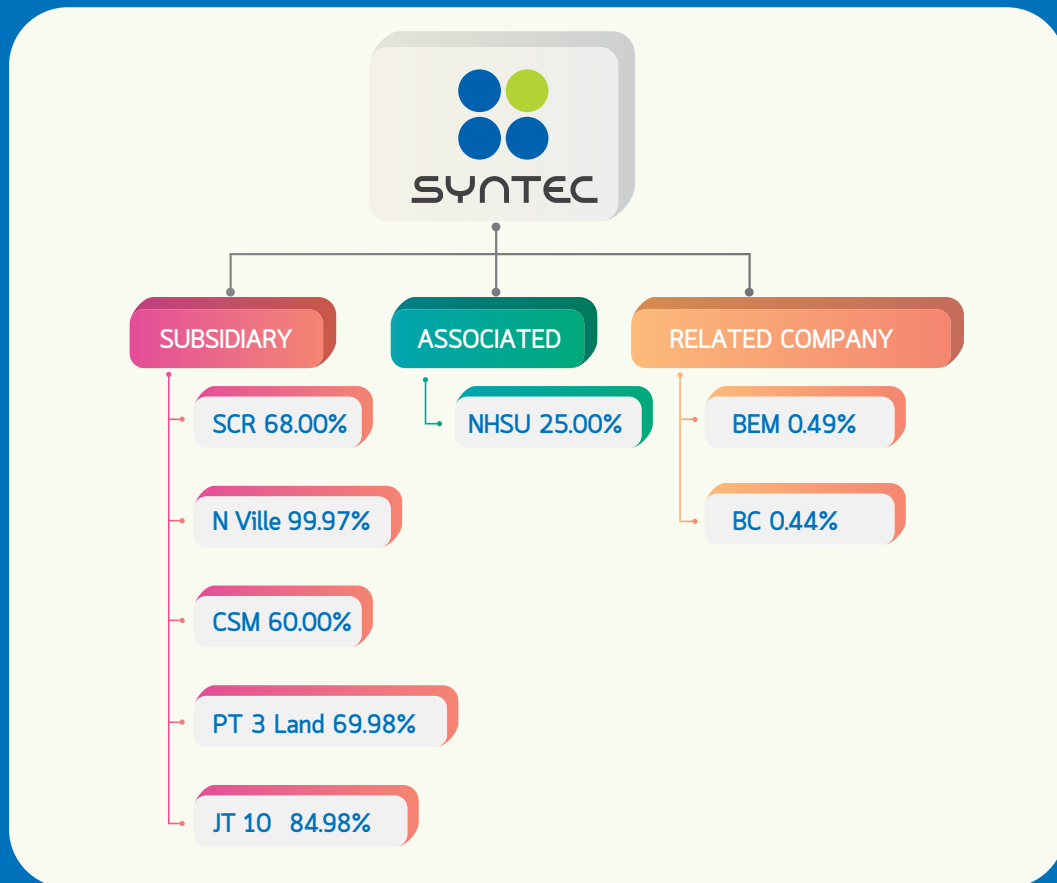 SYNTEC
SUBSIDIARY
SCR 68.00%
N Ville 99.97%
CSM 60.00%
PT 3 Land 69.98%
JT 10 84.98%
ASSOCIATED
NHSU 25.00%
RELATED COMPANY
BEM 0.49%
BC 0.44%